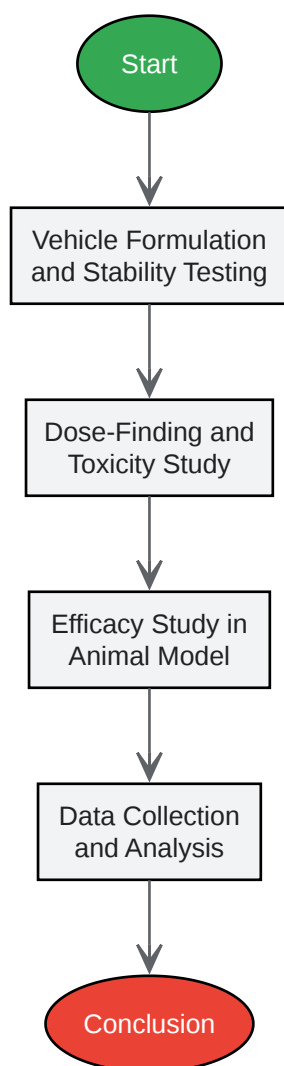 Start
Vehicle Formulation
and Stability Testing
Dose-Finding and
Toxicity Study
Efficacy Study in
Animal Model
Data Collection
and Analysis
Conclusion